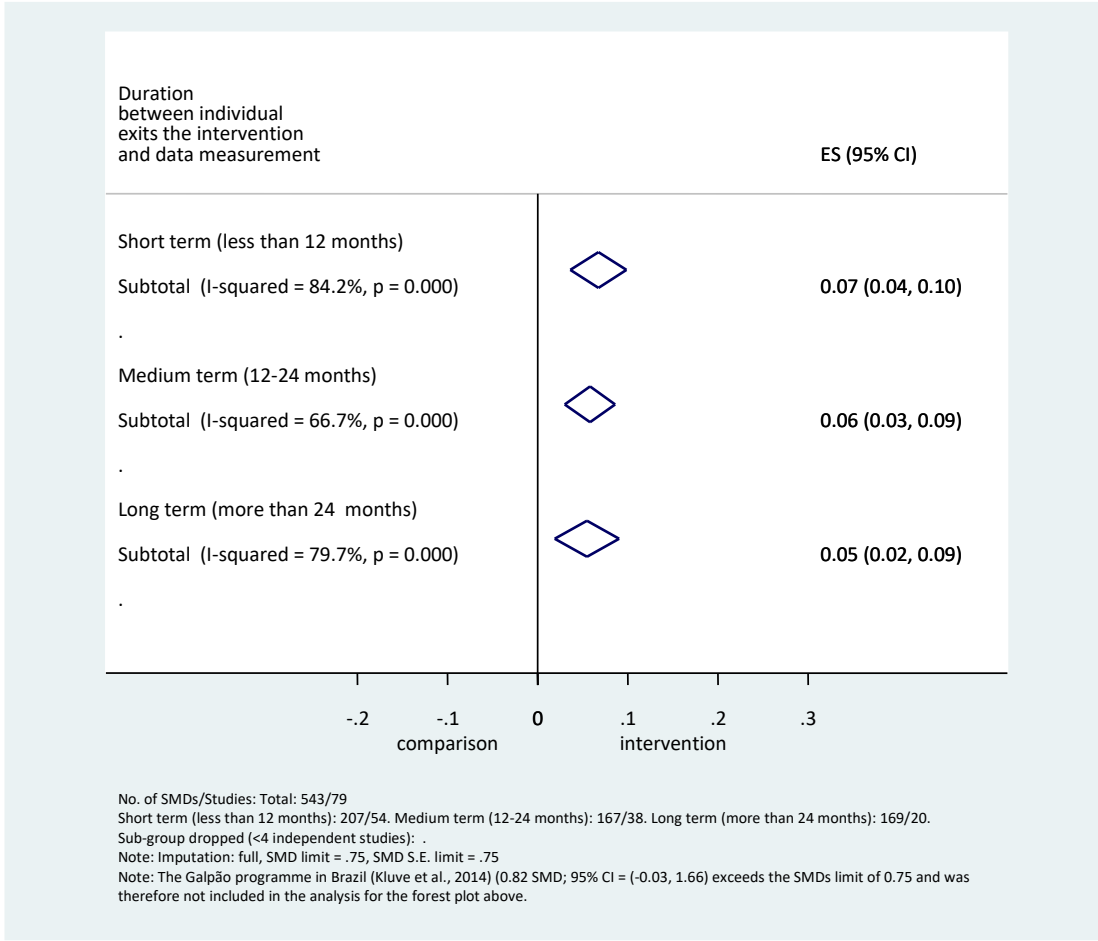 Duration
between individual
exits the intervention
and data measurement
ES (95% CI)
Short term (less than 12 months)
Subtotal (I-squared = 84.2%, p = 0.000)
0.07 (0.04, 0.10)
.
Medium term (12-24 months)
Subtotal (I-squared = 66.7%, p = 0.000)
0.06 (0.03, 0.09)
.
Long term (more than 24 months)
Subtotal (I-squared = 79.7%, p = 0.000)
0.05 (0.02, 0.09)
.
-.2 -.1 0 .1 .2 .3
comparison intervention
No. of SMDs/Studies: Total: 543/79
Short term (less than 12 months): 207/54. Medium term (12-24 months): 167/38. Long term (more than 24 months): 169/20.
Sub-group dropped (<4 independent studies): .
Note: Imputation: full, SMD limit = .75, SMD S.E. limit = .75
Note: The Galpão programme in Brazil (Kluve et al., 2014) (0.82 SMD; 95% CI = (-0.03, 1.66) exceeds the SMDs limit of 0.75 and was
therefore not included in the analysis for the forest plot above.